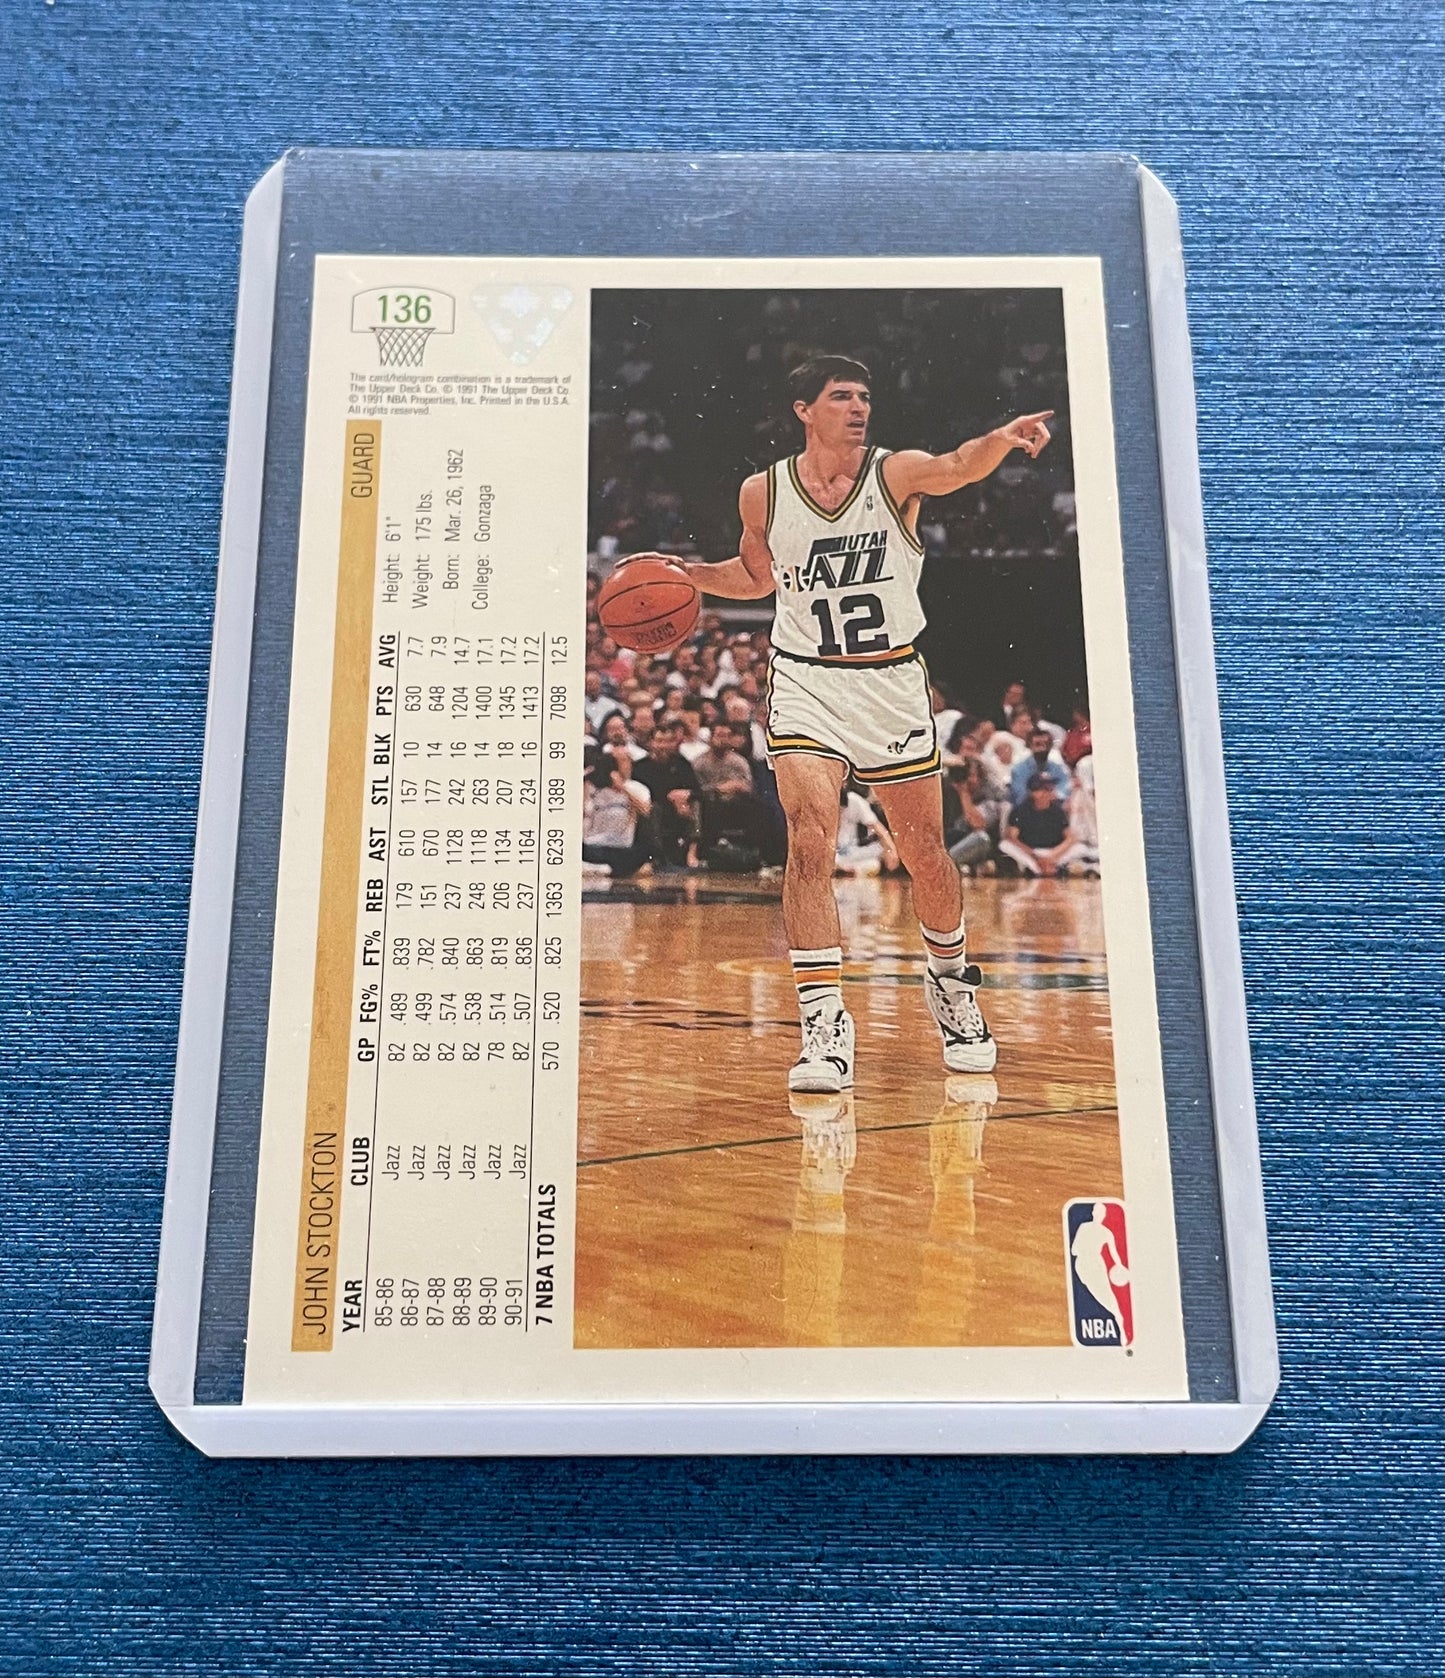 136
The card/hologram combination is a trademark of
The Upper Deck Co. © 1991 The Upper Deck Co.
© 1991 NBA Properties, Inc. Printed in the U.S.A.
All rights reserved.
JOHN STOCKTON GUARD
Height: 6'1"
Weight: 175 lbs.
Born: Mar. 26, 1962
College: Gonzaga
YEAR CLUB GP FG% FT% REB AST STL BLK PTS AVG
85-86 Jazz 82 .489 .839 179 610 157 10 630 7.7
86-87 Jazz 82 .499 .782 151 670 177 14 648 7.9
87-88 Jazz 82 .574 .840 237 1128 242 16 1204 14.7
88-89 Jazz 82 .538 .863 248 1118 263 14 1400 17.1
89-90 Jazz 78 .514 .819 206 1134 207 18 1345 17.2
90-91 Jazz 82 .507 .836 237 1164 234 16 1413 17.2
7 NBA TOTALS 570 .520 .825 1363 6239 1389 99 7098 12.5
UTAH
JAZZ
12
NBA
®